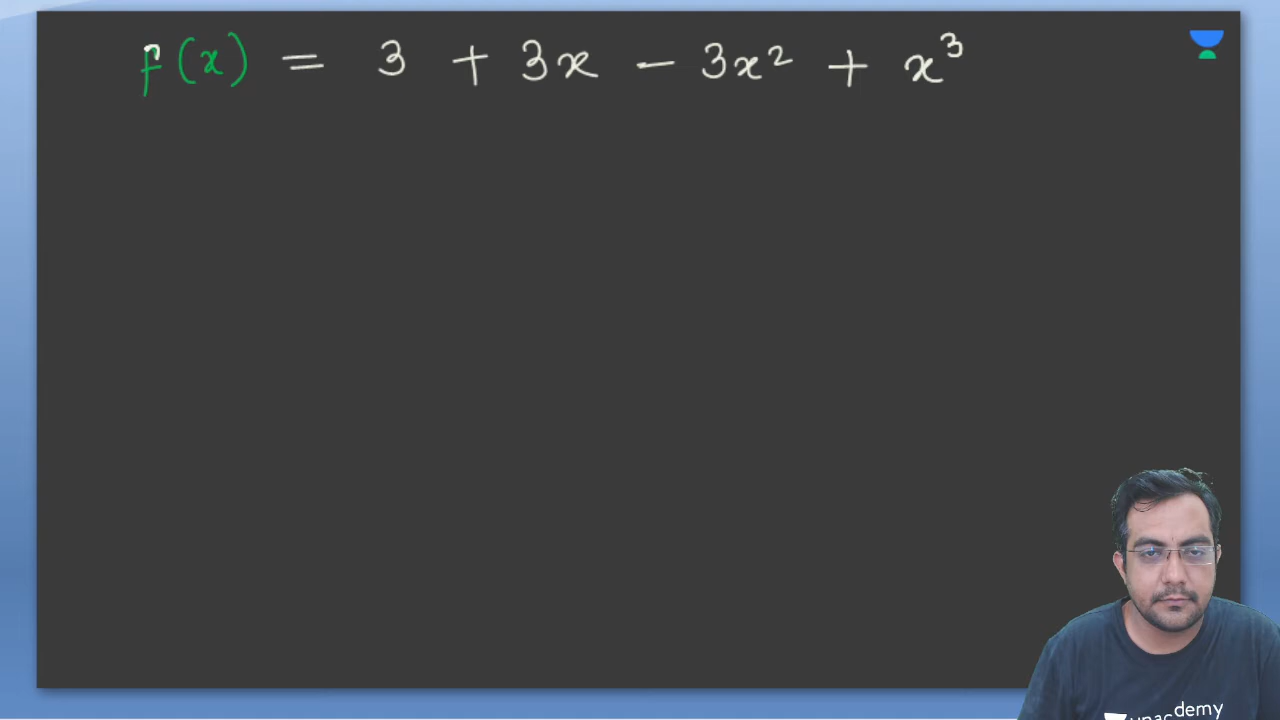 f(x) = 3 + 3x - 3x² + x³
unacademy